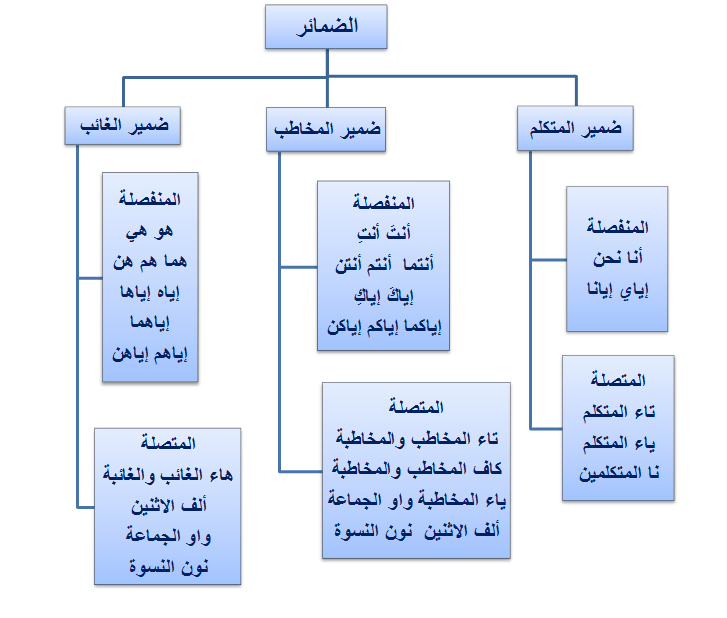 الضمائر
ضمير المتكلم
المنفصلة
أنا نحن
إياي إيانا
المتصلة
تاء المتكلم
ياء المتكلم
نا المتكلمين
ضمير المخاطب
المنفصلة
أنتَ أنتِ
أنتما أنتم أنتن
إياكَ إياكِ
إياكما إياكم إياكن
المتصلة
تاء المخاطب والمخاطبة
كاف المخاطب والمخاطبة
ياء المخاطبة واو الجماعة
ألف الاثنين نون النسوة
ضمير الغائب
المنفصلة
هو هي
هما هم هن
إياه إياها
إياهما
إياهم إياهن
المتصلة
هاء الغائب والغائبة
ألف الاثنين
واو الجماعة
نون النسوة